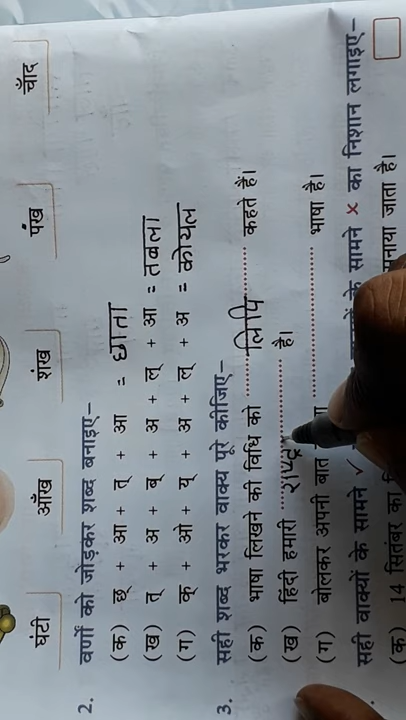 घंटी आँख शंख पंख चाँद
2. वर्णों को जोड़कर शब्द बनाइए–
(क) छ् + आ + त् + आ = छाता
(ख) त् + अ + ब् + अ + ल् + आ = तबला
(ग) क् + ओ + य् + अ + ल् + अ = कोयल
3. सही शब्द भरकर वाक्य पूरे कीजिए–
(क) भाषा लिखने की विधि को लिपि कहते हैं।
(ख) हिंदी हमारी है।
(ग) बोलकर अपनी बात भाषा है।
सही वाक्यों के सामने ✓ के सामने × का निशान लगाइए–
(क) 14 सितंबर का मनाया जाता है।